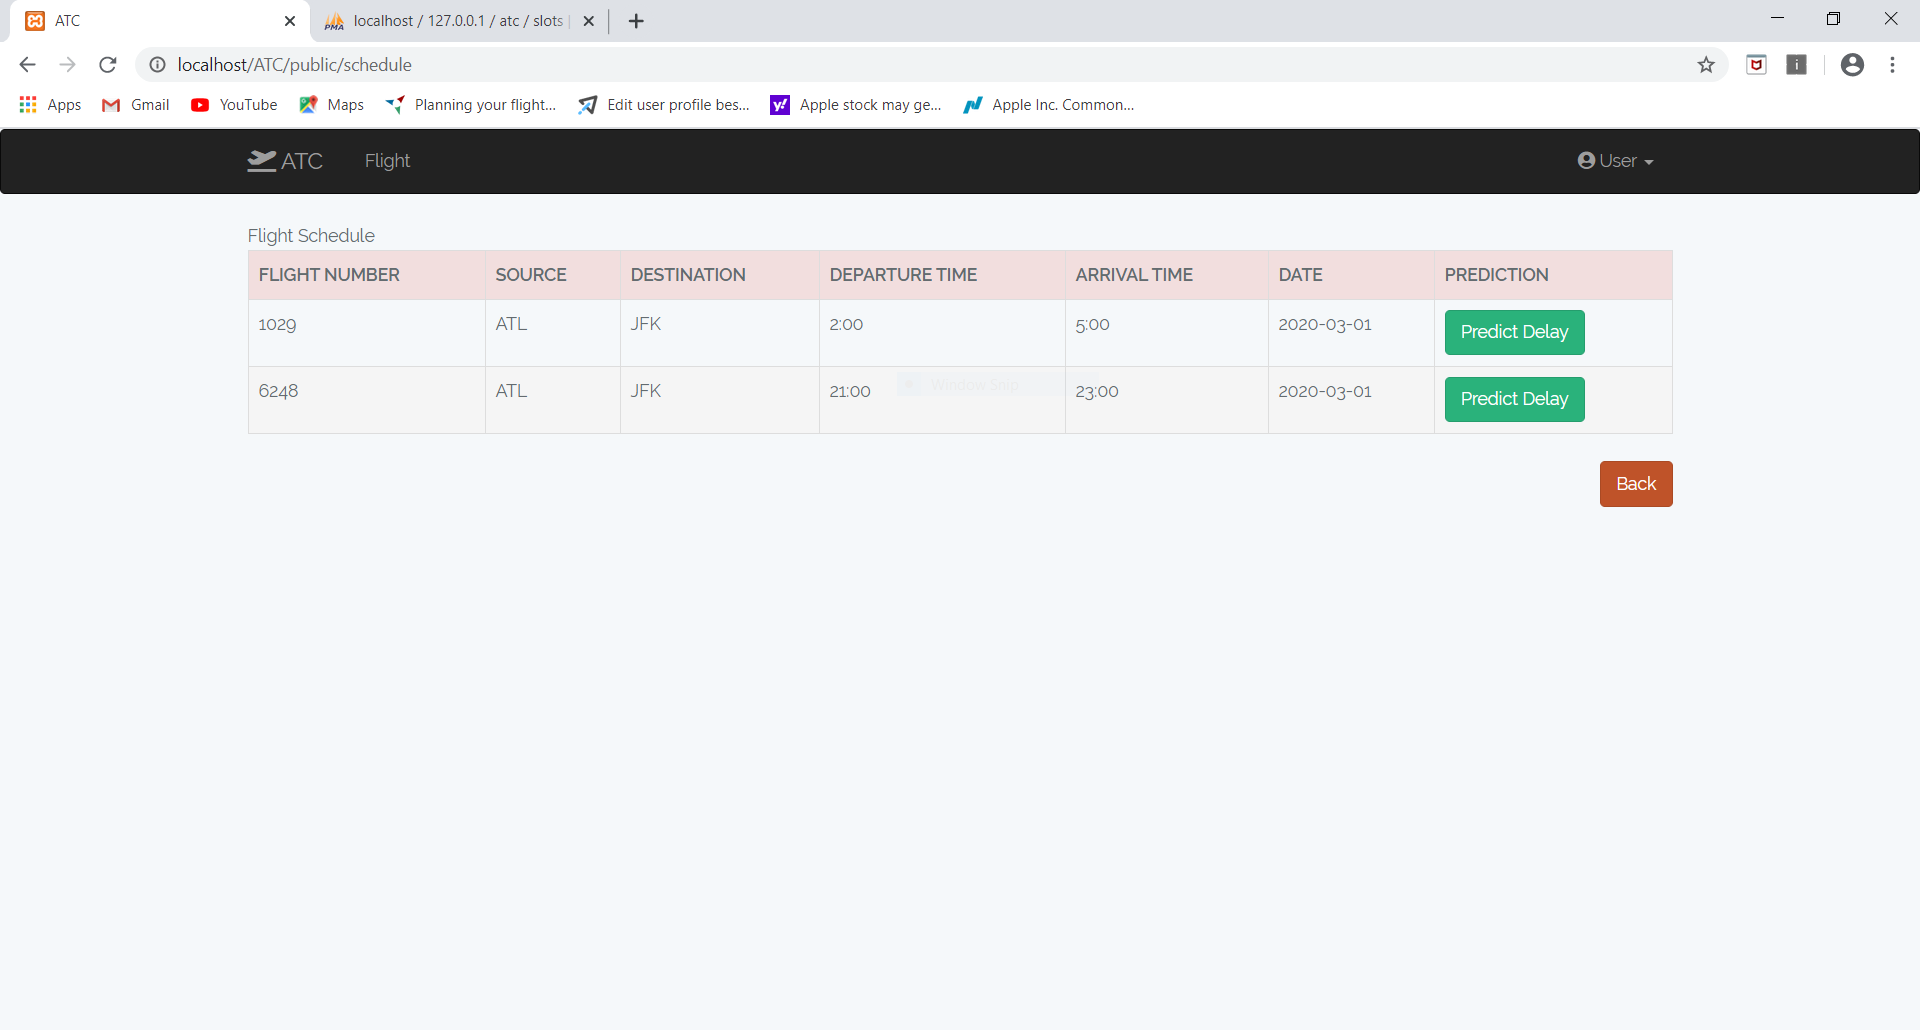 ATC
PMA localhost / 127.0.0.1 / atc / slots |
localhost/ATC/public/schedule
Apps Gmail YouTube Maps Planning your flight... Edit user profile bes... y! Apple stock may ge... Apple Inc. Common...
ATC Flight User
Flight Schedule
FLIGHT NUMBER SOURCE DESTINATION DEPARTURE TIME ARRIVAL TIME DATE PREDICTION
1029 ATL JFK 2:00 5:00 2020-03-01 Predict Delay
6248 ATL JFK 21:00 23:00 2020-03-01 Predict Delay
Window Snip
Back